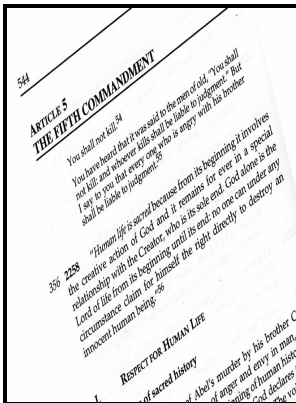 544
ARTICLE 5
THE FIFTH COMMANDMENT
You shall not kill.54
You have heard that it was said to the men of old, "You shall
not kill: and whoever kills shall be liable to judgment." But
I say to you that every one who is angry with his brother
shall be liable to judgment.55
356 2258 "Human life is sacred because from its beginning it involves
the creative action of God and it remains for ever in a special
relationship with the Creator, who is its sole end. God alone is the
Lord of life from its beginning until its end: no one can under any
circumstance claim for himself the right directly to destroy an
innocent human being."56
I. RESPECT FOR HUMAN LIFE
of sacred history
of Abel's murder by his brother C
of anger and envy in man,
of human histo
God declares
The vo